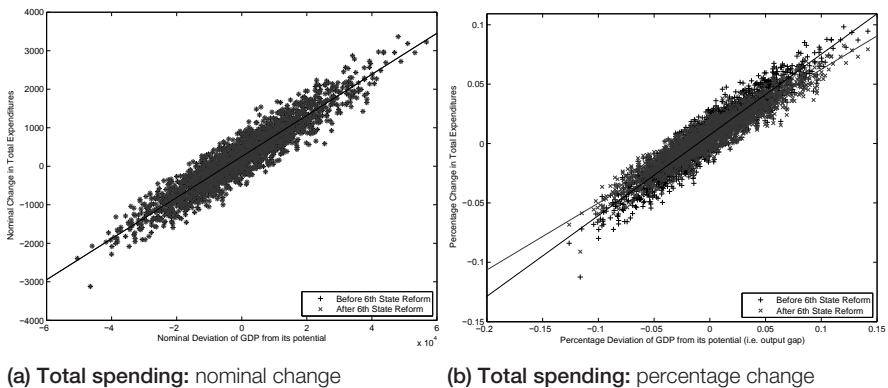 4000
3000
2000
1000
0
−1000
−2000
−3000
−4000
Nominal Change in Total Expenditures
−6
−4
−2
0
2
4
6
x 10⁴
Nominal Deviation of GDP from its potential
Before 6th State Reform
After 6th State Reform
(a) Total spending: nominal change
0.1
0.05
0
−0.05
−0.1
−0.15
Percentage Change in Total Expenditures
−0.2
−0.15
−0.1
−0.05
0
0.05
0.1
0.15
Percentage Deviation of GDP from its potential (i.e. output gap)
Before 6th State Reform
After 6th State Reform
(b) Total spending: percentage change